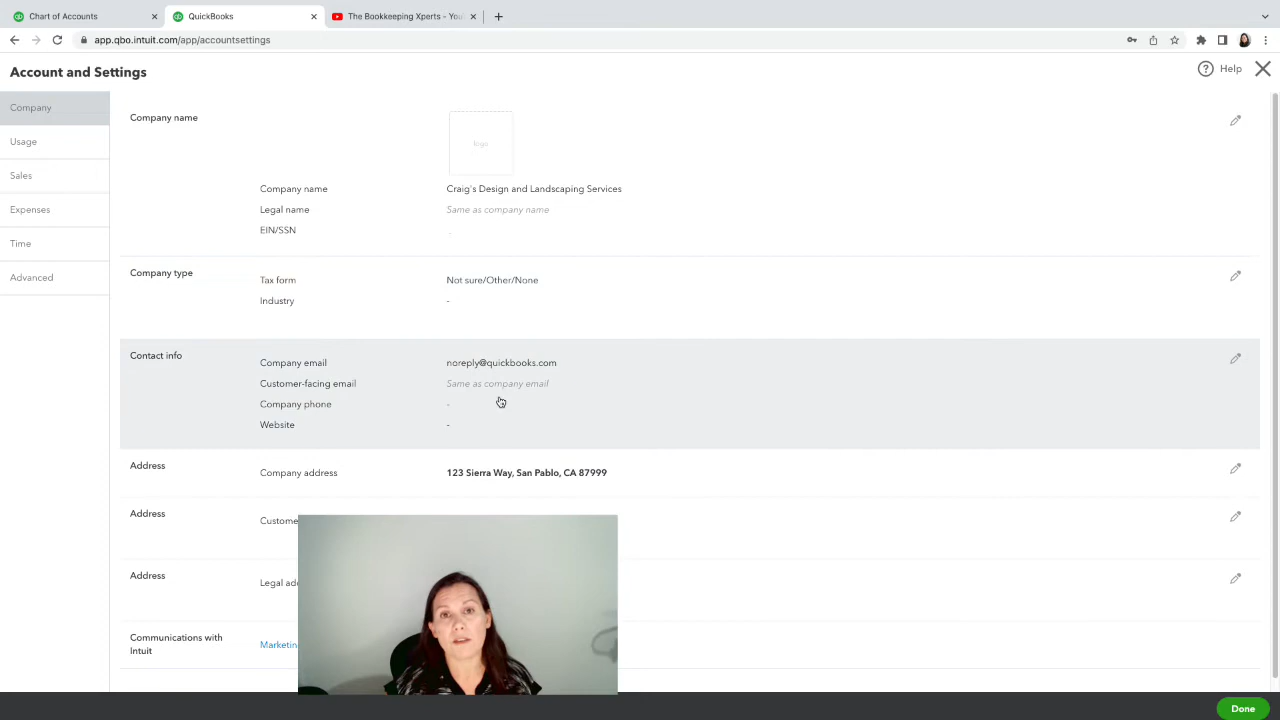 Chart of Accounts
QuickBooks
The Bookkeeping Xperts - You
app.qbo.intuit.com/app/accountsettings
Account and Settings
Help
Company
Usage
Sales
Expenses
Time
Advanced
Company name
logo
Company name Craig's Design and Landscaping Services
Legal name Same as company name
EIN/SSN
Company type
Tax form Not sure/Other/None
Industry -
Contact info
Company email noreply@quickbooks.com
Customer-facing email Same as company email
Company phone -
Website -
Address
Company address 123 Sierra Way, San Pablo, CA 87999
Address
Custome
Address
Legal ad
Communications with
Intuit
Marketin
Done